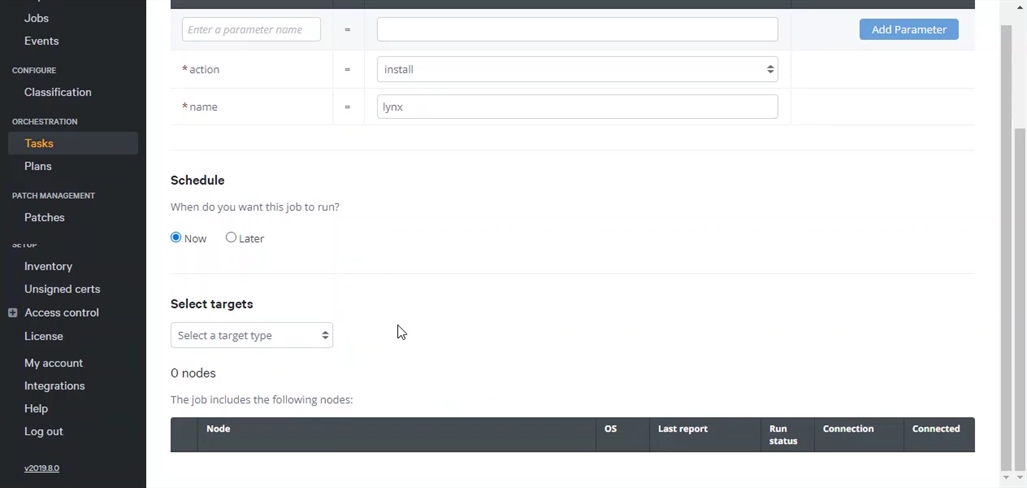 Jobs
Events
CONFIGURE
Classification
ORCHESTRATION
Tasks
Plans
PATCH MANAGEMENT
Patches
SETUP
Inventory
Unsigned certs
Access control
License
My account
Integrations
Help
Log out
v2019.8.0
Enter a parameter name = Add Parameter
* action = install
* name = lynx
Schedule
When do you want this job to run?
Now Later
Select targets
Select a target type
0 nodes
The job includes the following nodes:
Node OS Last report Run status Connection Connected